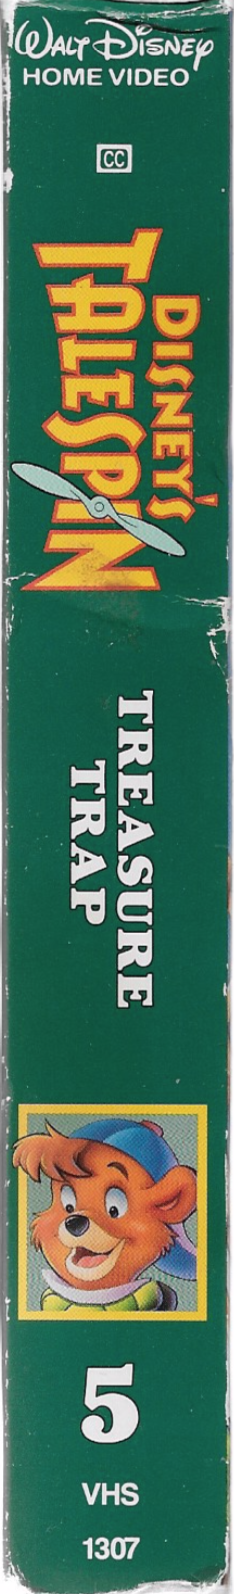 WALT DISNEY
HOME VIDEO
CC
DISNEY'S
TALESPIN
TREASURE
TRAP
5
VHS
1307